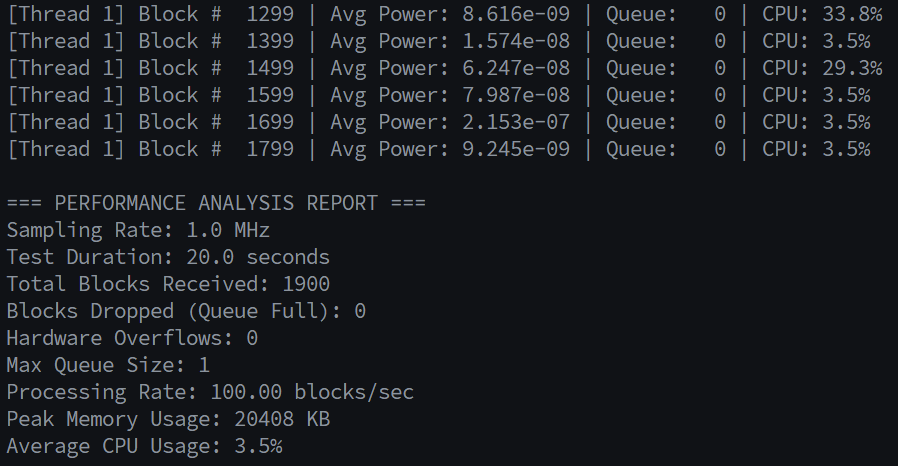 [Thread 1] Block #  1299 | Avg Power: 8.616e-09 | Queue:   0 | CPU: 33.8%
[Thread 1] Block #  1399 | Avg Power: 1.574e-08 | Queue:   0 | CPU: 3.5%
[Thread 1] Block #  1499 | Avg Power: 6.247e-08 | Queue:   0 | CPU: 29.3%
[Thread 1] Block #  1599 | Avg Power: 7.987e-08 | Queue:   0 | CPU: 3.5%
[Thread 1] Block #  1699 | Avg Power: 2.153e-07 | Queue:   0 | CPU: 3.5%
[Thread 1] Block #  1799 | Avg Power: 9.245e-09 | Queue:   0 | CPU: 3.5%
=== PERFORMANCE ANALYSIS REPORT ===
Sampling Rate: 1.0 MHz
Test Duration: 20.0 seconds
Total Blocks Received: 1900
Blocks Dropped (Queue Full): 0
Hardware Overflows: 0
Max Queue Size: 1
Processing Rate: 100.00 blocks/sec
Peak Memory Usage: 20408 KB
Average CPU Usage: 3.5%